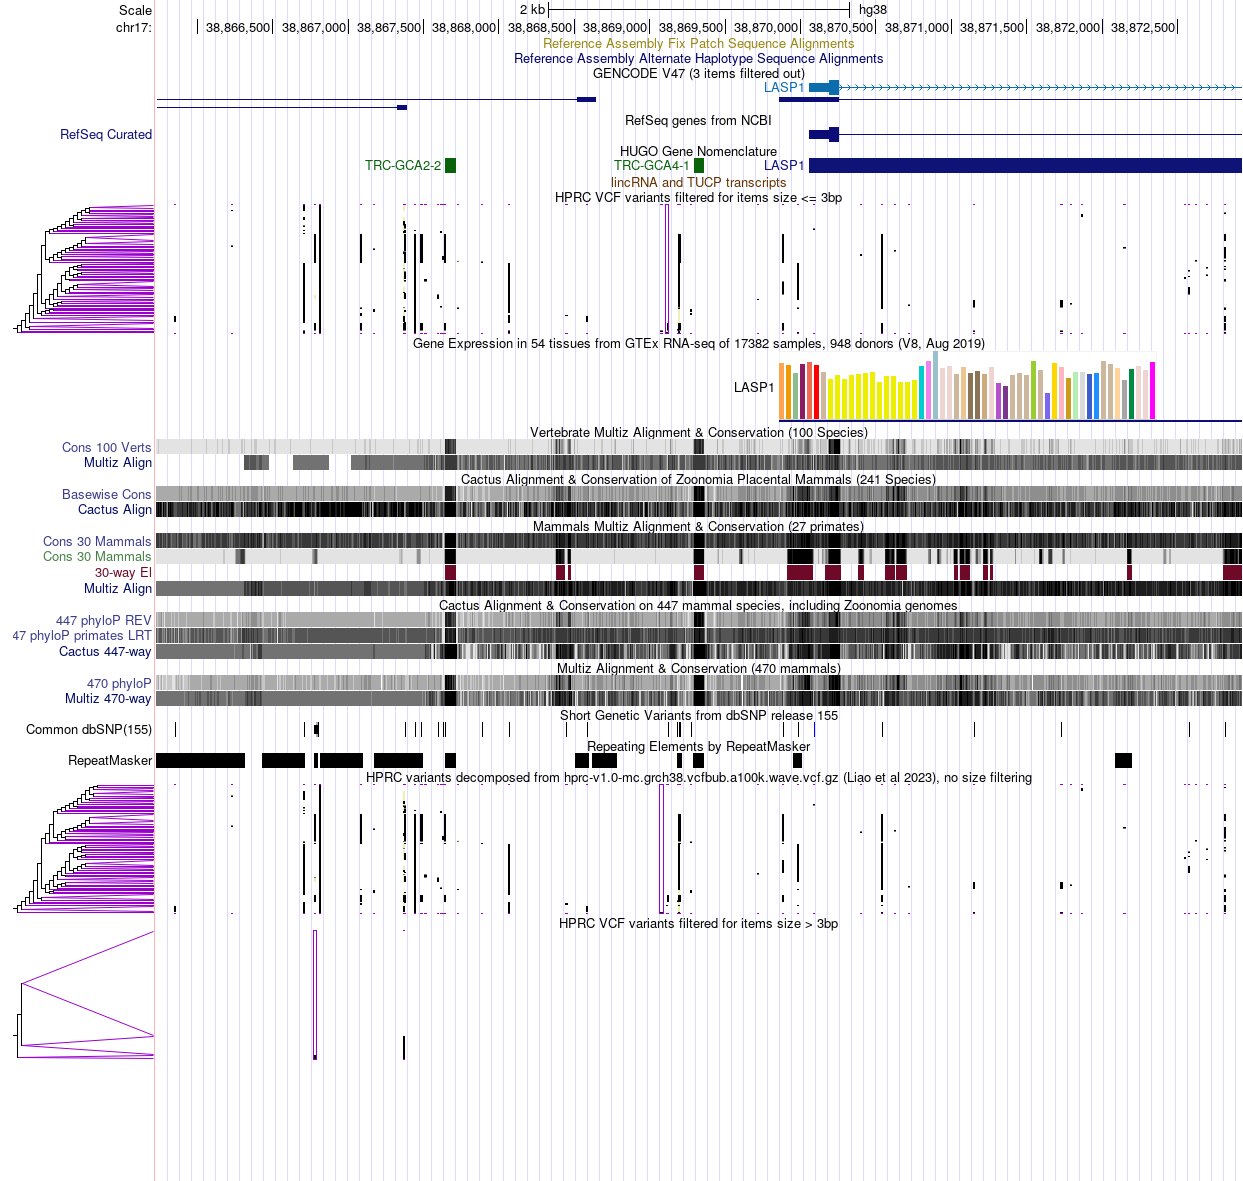 Scale 2 kb hg38
chr17: 38,866,500 38,867,000 38,867,500 38,868,000 38,868,500 38,869,000 38,869,500 38,870,000 38,870,500 38,871,000 38,871,500 38,872,000 38,872,500
Reference Assembly Fix Patch Sequence Alignments
Reference Assembly Alternate Haplotype Sequence Alignments
GENCODE V47 (3 items filtered out)
LASP1
RefSeq genes from NCBI
RefSeq Curated
HUGO Gene Nomenclature
TRC-GCA2-2 TRC-GCA4-1 LASP1
lincRNA and TUCP transcripts
HPRC VCF variants filtered for items size <= 3bp
Gene Expression in 54 tissues from GTEx RNA-seq of 17382 samples, 948 donors (V8, Aug 2019)
LASP1
Vertebrate Multiz Alignment & Conservation (100 Species)
Cons 100 Verts
Multiz Align
Cactus Alignment & Conservation of Zoonomia Placental Mammals (241 Species)
Basewise Cons
Cactus Align
Mammals Multiz Alignment & Conservation (27 primates)
Cons 30 Mammals
Cons 30 Mammals
30-way El
Multiz Align
Cactus Alignment & Conservation on 447 mammal species, including Zoonomia genomes
447 phyloP REV
47 phyloP primates LRT
Cactus 447-way
Multiz Alignment & Conservation (470 mammals)
470 phyloP
Multiz 470-way
Short Genetic Variants from dbSNP release 155
Common dbSNP(155)
Repeating Elements by RepeatMasker
RepeatMasker
HPRC variants decomposed from hprc-v1.0-mc.grch38.vcfbub.a100k.wave.vcf.gz (Liao et al 2023), no size filtering
HPRC VCF variants filtered for items size > 3bp